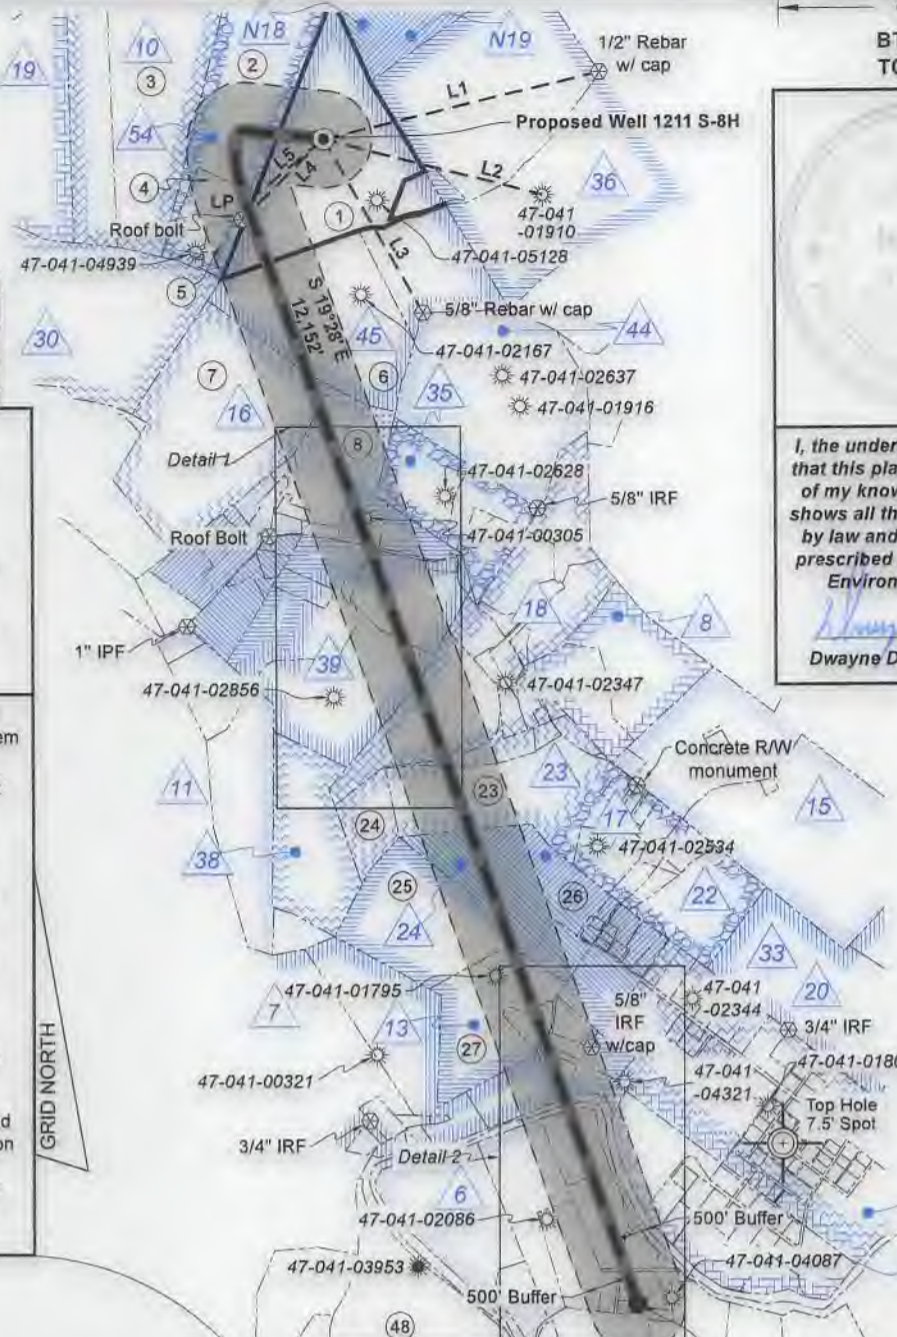 BT
TO
19
10
3
N18
2
N19
1/2" Rebar
w/ cap
L1
54
Proposed Well 1211 S-8H
L5
L4
L2
36
4
LP
1
47-041
-01910
Roof bolt
L3
47-041-04939
47-041-05128
5
S 19°28' E
12,152'
5/8" Rebar w/ cap
30
45
44
47-041-02167
7
6
47-041-02637
16
35
47-041-01916
8
I, the under
that this pla
of my know
shows all th
by law and
prescribed
Environ
Detail 1
47-041-02628
5/8" IRF
Roof Bolt
47-041-00305
18
8
1" IPF
39
Dwayne D
47-041-02856
47-041-02347
em
Concrete R/W
monument
11
23
23
15
24
17
38
47-041-02534
25
26
22
24
33
47-041-01795
5/8"
IRF
w/cap
47-041
-02344
20
7
13
3/4" IRF
27
GRID NORTH
47-041-00321
47-041
-04321
47-041-0180
d
on
Top Hole
7.5' Spot
3/4" IRF
Detail 2
6
47-041-02086
500' Buffer
47-041-03953
47-041-04087
500' Buffer
48